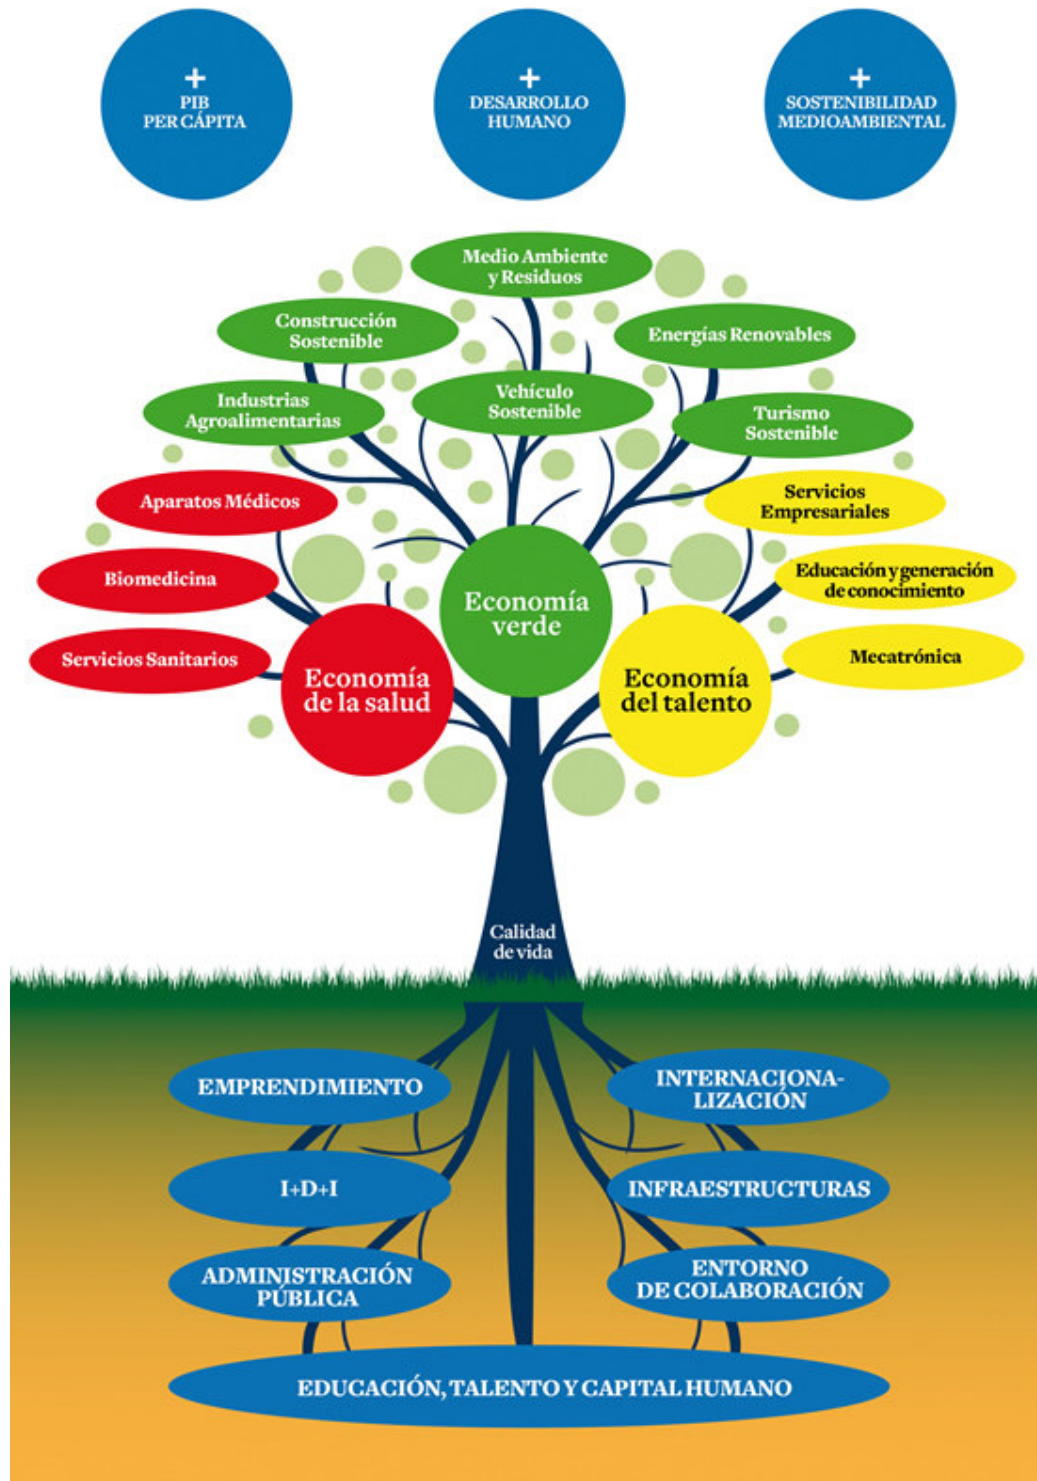 +
PIB
PER CÁPITA
+
DESARROLLO
HUMANO
+
SOSTENIBILIDAD
MEDIOAMBIENTAL
Medio Ambiente
y Residuos
Construcción
Sostenible
Energías Renovables
Industrias
Agroalimentarias
Vehículo
Sostenible
Turismo
Sostenible
Aparatos Médicos
Servicios
Empresariales
Biomedicina
Educación y generación
de conocimiento
Economía
verde
Servicios Sanitarios
Mecatrónica
Economía
de la salud
Economía
del talento
Calidad
de vida
EMPRENDIMIENTO
INTERNACIONA-
LIZACIÓN
I+D+I
INFRAESTRUCTURAS
ADMINISTRACIÓN
PÚBLICA
ENTORNO
DE COLABORACIÓN
EDUCACIÓN, TALENTO Y CAPITAL HUMANO